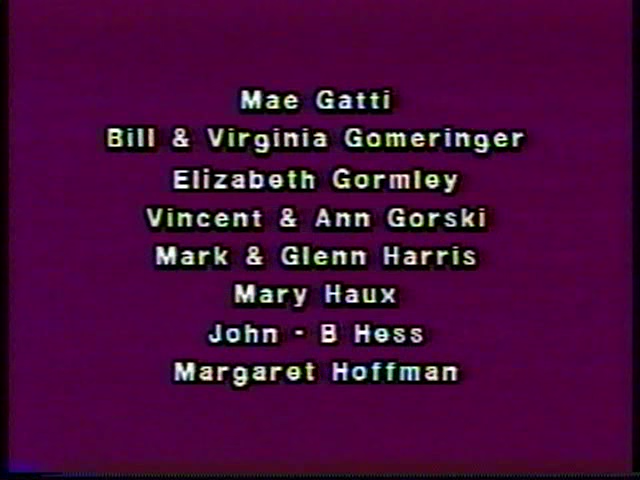 Mae Gatti
Bill & Virginia Gomeringer
Elizabeth Gormley
Vincent & Ann Gorski
Mark & Glenn Harris
Mary Haux
John - B Hess
Margaret Hoffman